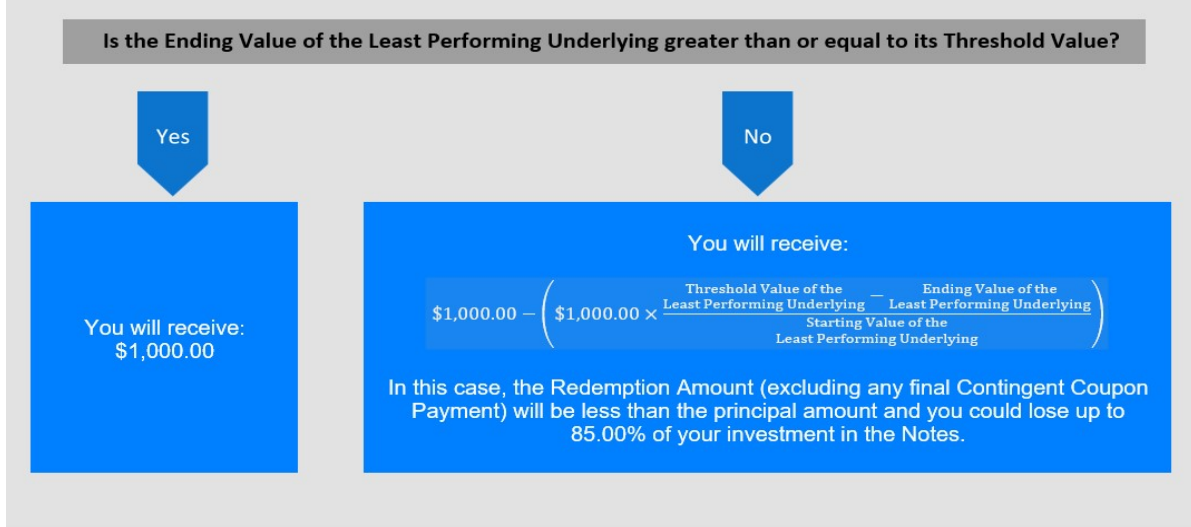 Is the Ending Value of the Least Performing Underlying greater than or equal to its Threshold Value?
Yes
No
You will receive:
$1,000.00
You will receive:
$1,000.00 − ( $1,000.00 × (Threshold Value of the Least Performing Underlying − Ending Value of the Least Performing Underlying) / Starting Value of the Least Performing Underlying )
In this case, the Redemption Amount (excluding any final Contingent Coupon
Payment) will be less than the principal amount and you could lose up to
85.00% of your investment in the Notes.